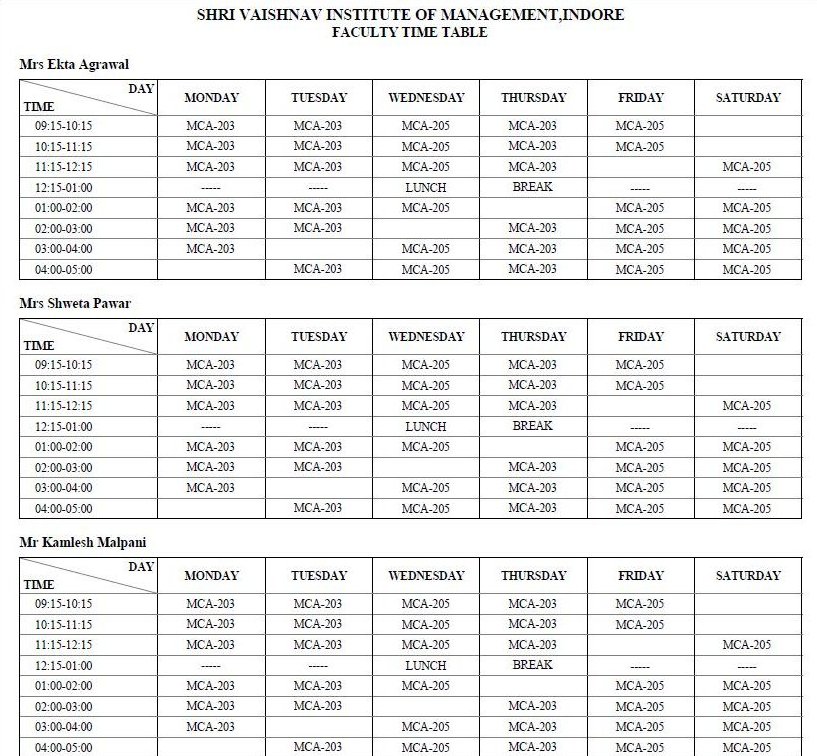 SHRI VAISHNAV INSTITUTE OF MANAGEMENT,INDORE
FACULTY TIME TABLE
Mrs Ekta Agrawal
DAY
TIME MONDAY TUESDAY WEDNESDAY THURSDAY FRIDAY SATURDAY
09:15-10:15 MCA-203 MCA-203 MCA-205 MCA-203 MCA-205
10:15-11:15 MCA-203 MCA-203 MCA-205 MCA-203 MCA-205
11:15-12:15 MCA-203 MCA-203 MCA-205 MCA-203 MCA-205
12:15-01:00 ----- ----- LUNCH BREAK ----- -----
01:00-02:00 MCA-203 MCA-203 MCA-205 MCA-205 MCA-205
02:00-03:00 MCA-203 MCA-203 MCA-203 MCA-205 MCA-205
03:00-04:00 MCA-203 MCA-205 MCA-203 MCA-205 MCA-205
04:00-05:00 MCA-203 MCA-205 MCA-203 MCA-205 MCA-205
Mrs Shweta Pawar
DAY
TIME MONDAY TUESDAY WEDNESDAY THURSDAY FRIDAY SATURDAY
09:15-10:15 MCA-203 MCA-203 MCA-205 MCA-203 MCA-205
10:15-11:15 MCA-203 MCA-203 MCA-205 MCA-203 MCA-205
11:15-12:15 MCA-203 MCA-203 MCA-205 MCA-203 MCA-205
12:15-01:00 ----- ----- LUNCH BREAK ----- -----
01:00-02:00 MCA-203 MCA-203 MCA-205 MCA-205 MCA-205
02:00-03:00 MCA-203 MCA-203 MCA-203 MCA-205 MCA-205
03:00-04:00 MCA-203 MCA-205 MCA-203 MCA-205 MCA-205
04:00-05:00 MCA-203 MCA-205 MCA-203 MCA-205 MCA-205
Mr Kamlesh Malpani
DAY
TIME MONDAY TUESDAY WEDNESDAY THURSDAY FRIDAY SATURDAY
09:15-10:15 MCA-203 MCA-203 MCA-205 MCA-203 MCA-205
10:15-11:15 MCA-203 MCA-203 MCA-205 MCA-203 MCA-205
11:15-12:15 MCA-203 MCA-203 MCA-205 MCA-203 MCA-205
12:15-01:00 ----- ----- LUNCH BREAK ----- -----
01:00-02:00 MCA-203 MCA-203 MCA-205 MCA-205 MCA-205
02:00-03:00 MCA-203 MCA-203 MCA-203 MCA-205 MCA-205
03:00-04:00 MCA-203 MCA-205 MCA-203 MCA-205 MCA-205
04:00-05:00 MCA-203 MCA-205 MCA-203 MCA-205 MCA-205